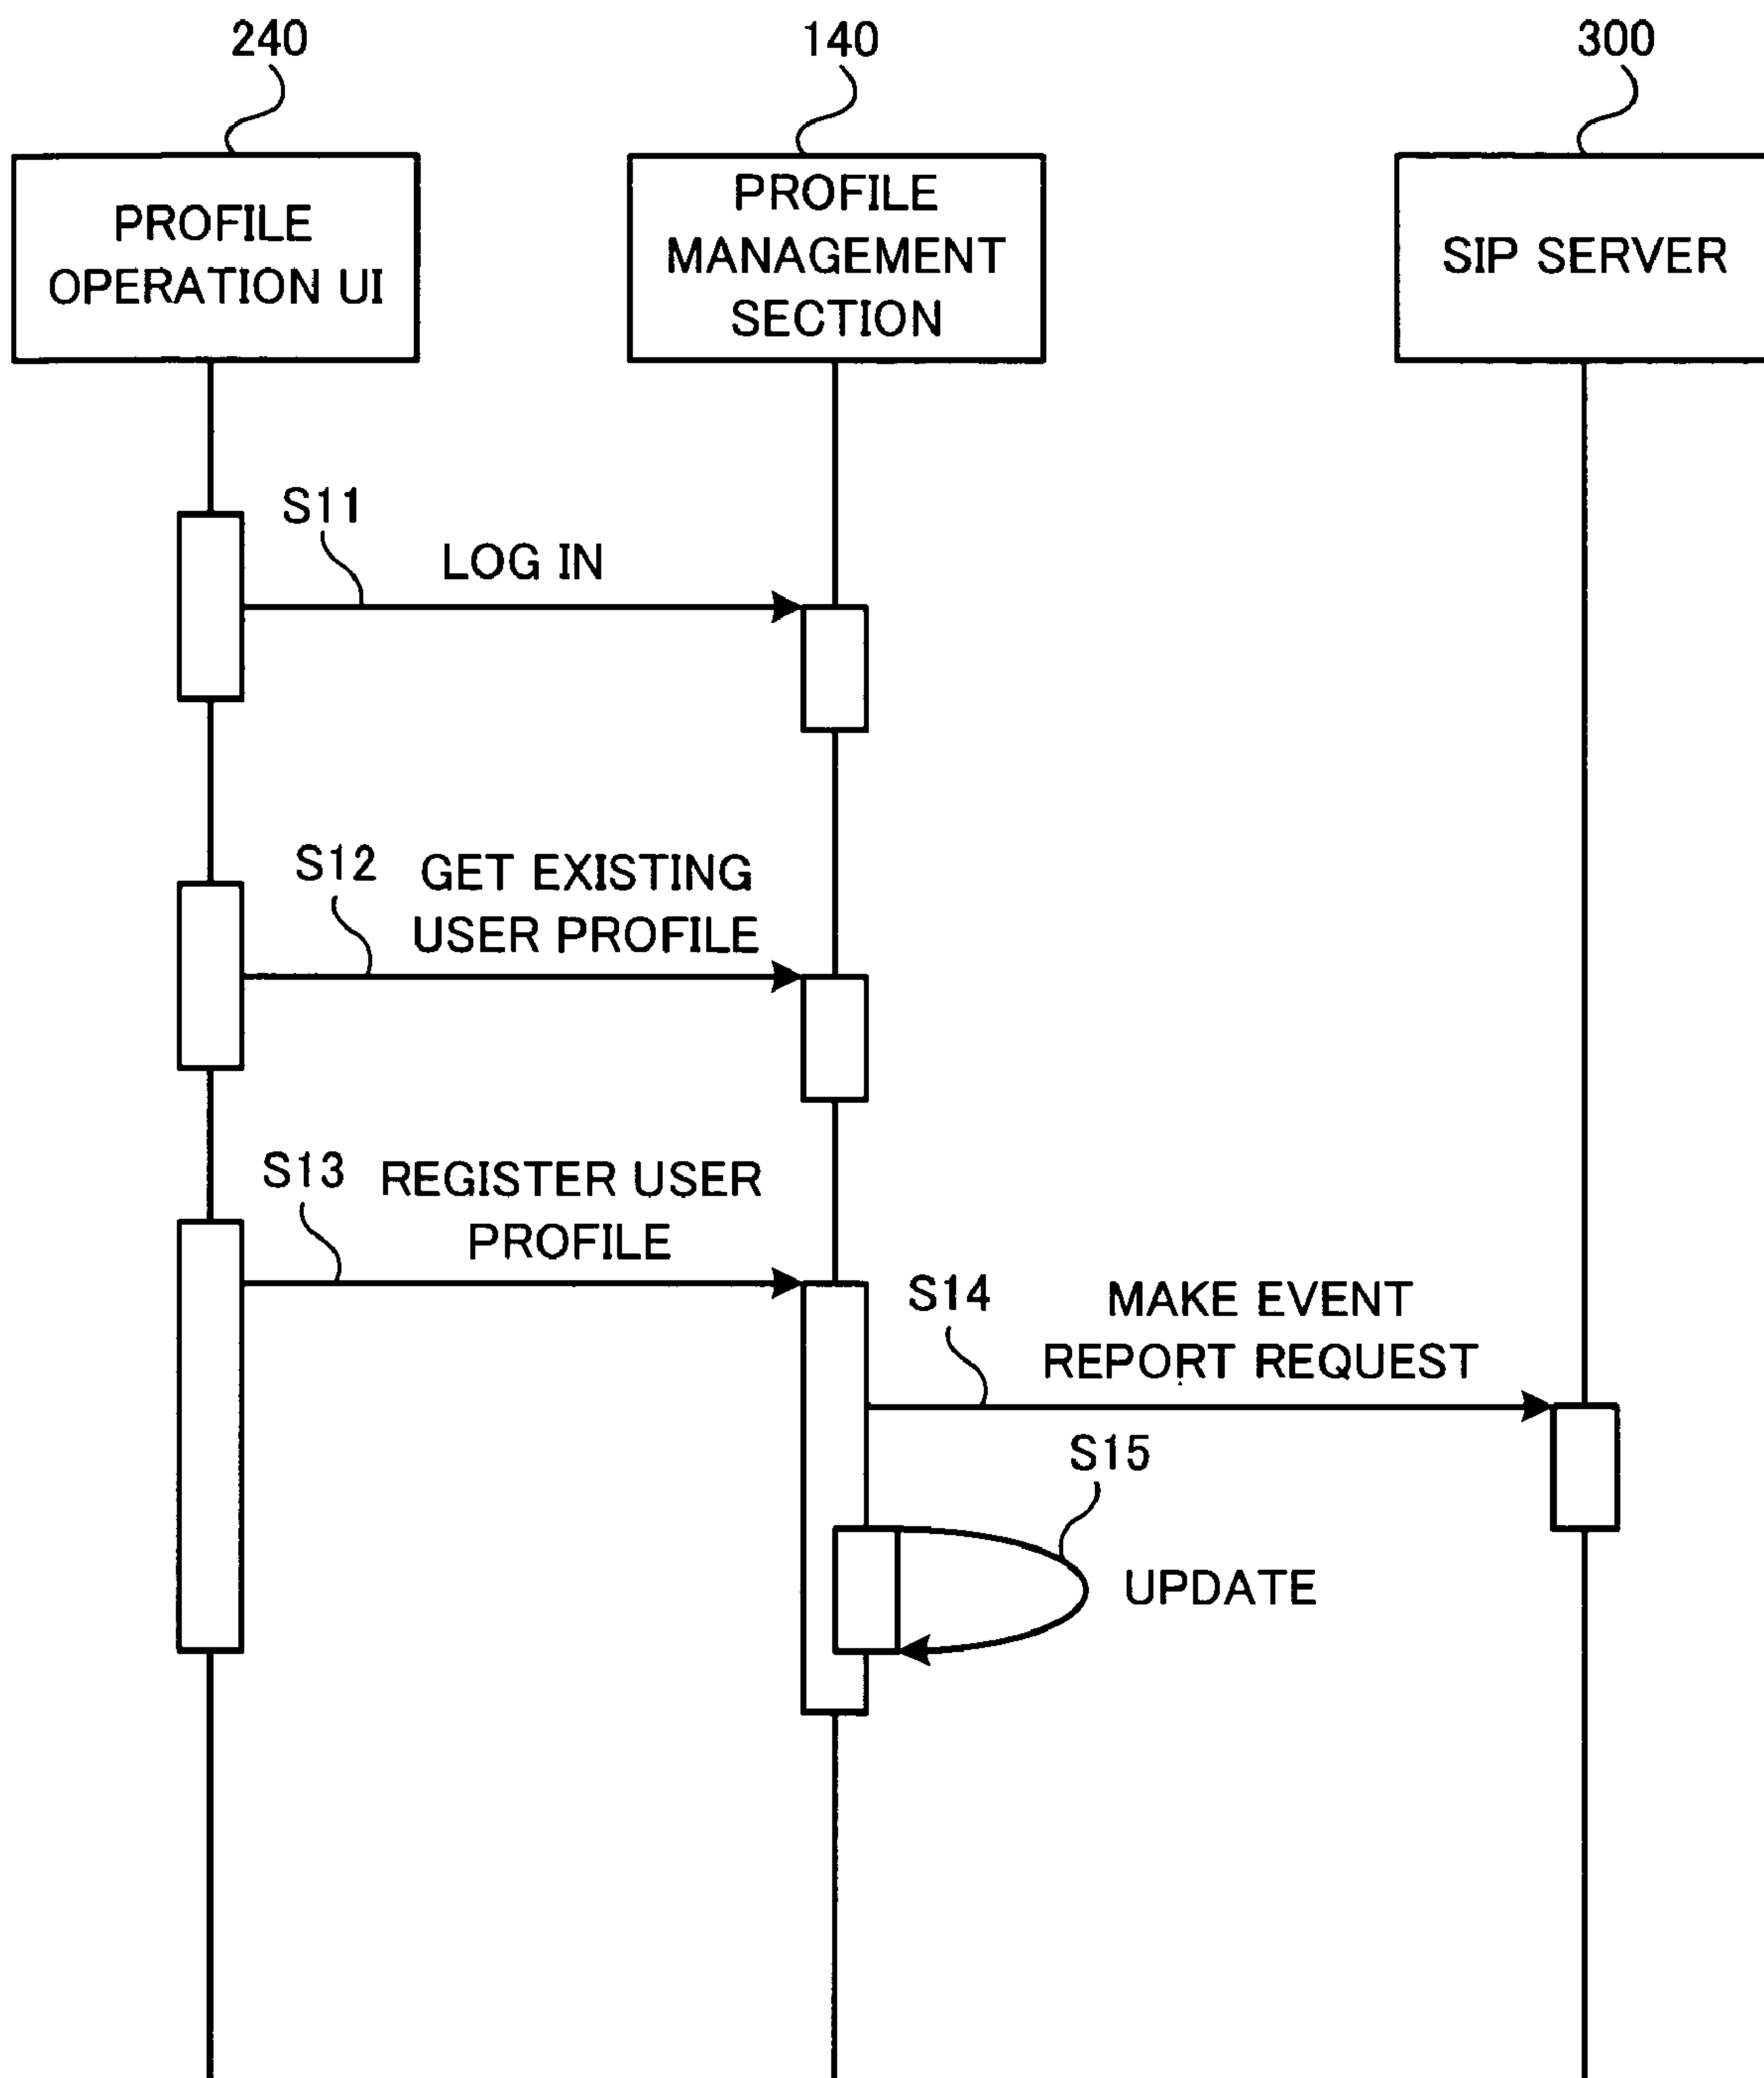 240
140
300
PROFILE
OPERATION UI
PROFILE
MANAGEMENT
SECTION
SIP SERVER
S11
LOG IN
S12
GET EXISTING
USER PROFILE
S13
REGISTER USER
PROFILE
S14
MAKE EVENT
REPORT REQUEST
S15
UPDATE